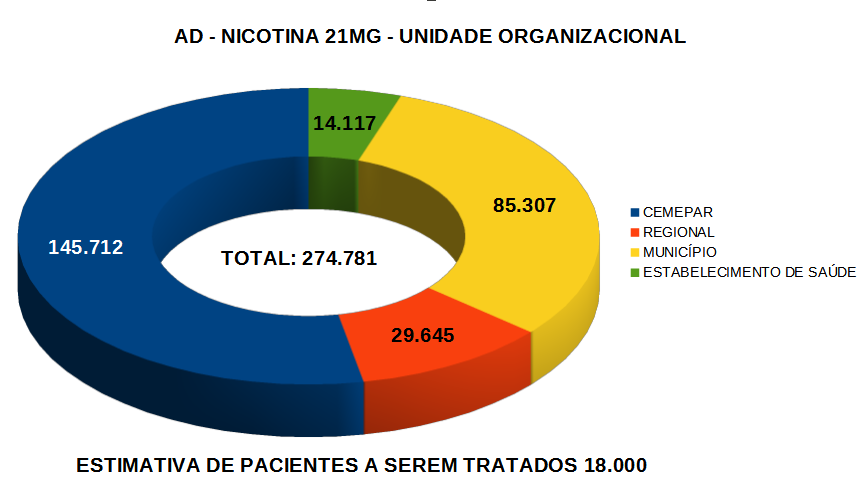 AD - NICOTINA 21MG - UNIDADE ORGANIZACIONAL
14.117
85.307
145.712
TOTAL: 274.781
29.645
CEMEPAR
REGIONAL
MUNICÍPIO
ESTABELECIMENTO DE SAÚDE
ESTIMATIVA DE PACIENTES A SEREM TRATADOS 18.000